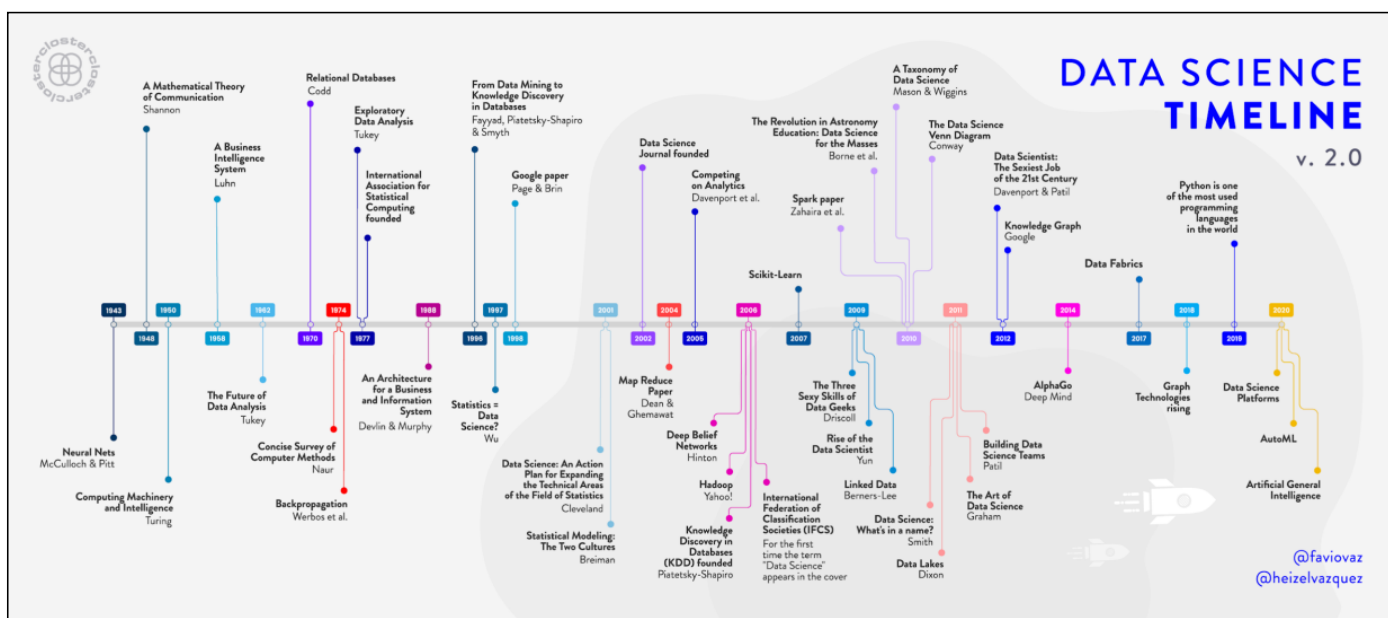 closterclosterclostercloster
DATA SCIENCE
TIMELINE
v. 2.0
A Mathematical Theory
of Communication
Shannon
A Business
Intelligence
System
Luhn
Relational Databases
Codd
Exploratory
Data Analysis
Tukey
International
Association for
Statistical
Computing
founded
From Data Mining to
Knowledge Discovery
in Databases
Fayyad, Piatetsky-Shapiro
& Smyth
Google paper
Page & Brin
Data Science
Journal founded
Competing
on Analytics
Davenport et al.
Scikit-Learn
Spark paper
Zahaira et al.
The Revolution in Astronomy
Education: Data Science
for the Masses
Borne et al.
A Taxonomy of
Data Science
Mason & Wiggins
The Data Science
Venn Diagram
Conway
Data Scientist:
The Sexiest Job
of the 21st Century
Davenport & Patil
Knowledge Graph
Google
Data Fabrics
Python is one
of the most used
programming
languages
in the world
1943
1948
1950
1958
1962
1970
1974
1977
1988
1996
1997
1998
2001
2002
2004
2005
2006
2007
2009
2010
2011
2012
2014
2017
2018
2019
2020
Neural Nets
McCulloch & Pitt
Computing Machinery
and Intelligence
Turing
The Future of
Data Analysis
Tukey
Concise Survey of
Computer Methods
Naur
Backpropagation
Werbos et al.
An Architecture
for a Business
and Information
System
Devlin & Murphy
Statistics =
Data
Science?
Wu
Data Science: An Action
Plan for Expanding
the Technical Areas
of the Field of Statistics
Cleveland
Statistical Modeling:
The Two Cultures
Breiman
Map Reduce
Paper
Dean &
Ghemawat
Deep Belief
Networks
Hinton
Hadoop
Yahoo!
Knowledge
Discovery in
Databases
(KDD) founded
Piatetsky-Shapiro
International
Federation of
Classification
Societies (IFCS)
For the first
time the term
"Data Science"
appears in the cover
The Three
Sexy Skills of
Data Geeks
Driscoll
Rise of the
Data Scientist
Yun
Linked Data
Berners-Lee
Data Science:
What's in a name?
Smith
Data Lakes
Dixon
The Art of
Data Science
Graham
Building Data
Science Teams
Patil
AlphaGo
Deep Mind
Graph
Technologies
rising
Data Science
Platforms
AutoML
Artificial General
Intelligence
@faviovaz
@heizelvazquez